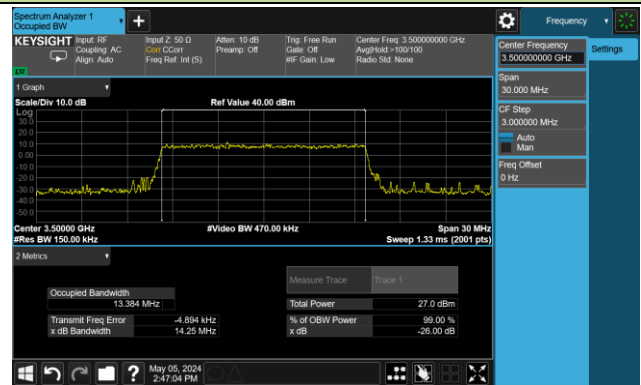 Spectrum Analyzer 1
Occupied BW
Frequency
KEYSIGHT
Input: RF
Coupling: AC
Align: Auto
Input Z: 50 Ω
Corr CCorr
Freq Ref: Int (S)
Atten: 10 dB
Preamp: Off
Trig: Free Run
Gate: Off
#IF Gain: Low
Center Freq: 3.500000000 GHz
Avg|Hold:>100/100
Radio Std: None
LU
Center Frequency
3.500000000 GHz
Settings
Span
30.000 MHz
CF Step
3.000000 MHz
Auto
Man
Freq Offset
0 Hz
1 Graph
Scale/Div 10.0 dB
Ref Value 40.00 dBm
Log
30.0
20.0
10.0
0.00
-10.0
-20.0
-30.0
-40.0
-50.0
Center 3.50000 GHz
#Video BW 470.00 kHz
Span 30 MHz
#Res BW 150.00 kHz
Sweep 1.33 ms (2001 pts)
2 Metrics
Measure Trace
Trace 1
Occupied Bandwidth
13.384 MHz
Total Power
27.0 dBm
Transmit Freq Error
-4.894 kHz
% of OBW Power
99.00 %
x dB Bandwidth
14.25 MHz
x dB
-26.00 dB
?
May 05, 2024
2:47:04 PM